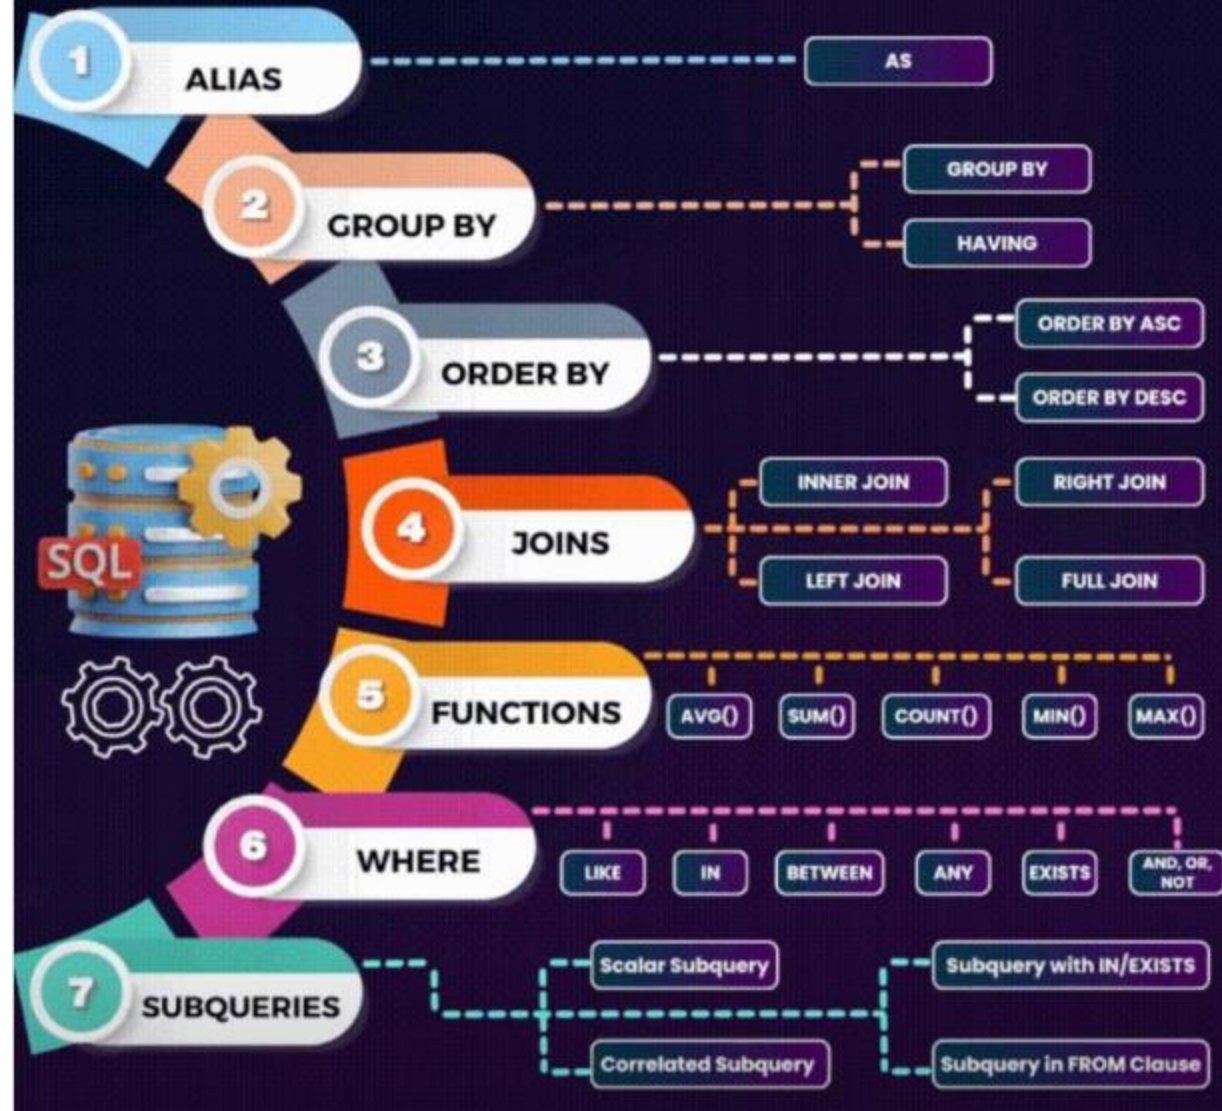 1
ALIAS
AS
2
GROUP BY
GROUP BY
HAVING
3
ORDER BY
ORDER BY ASC
ORDER BY DESC
SQL
4
JOINS
INNER JOIN
RIGHT JOIN
LEFT JOIN
FULL JOIN
5
FUNCTIONS
AVG()
SUM()
COUNT()
MIN()
MAX()
6
WHERE
LIKE
IN
BETWEEN
ANY
EXISTS
AND, OR,
NOT
7
SUBQUERIES
Scalar Subquery
Subquery with IN/EXISTS
Correlated Subquery
Subquery in FROM Clause